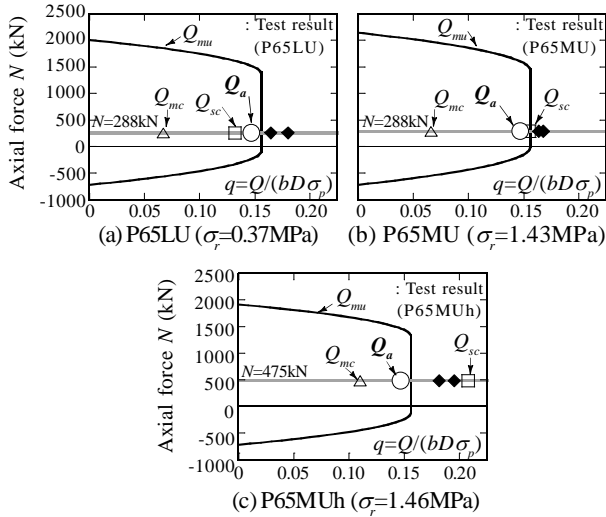 Axial force N (kN)
2500
2000
1500
1000
500
0
-500
-1000
Q_mu
: Test result
(P65LU)
Q_mc
Q_sc
Q_a
N=288kN
q=Q/(bDσ_p)
0
0.05
0.10
0.15
0.20
(a) P65LU (σ_r=0.37MPa)
Q_mu
: Test result
(P65MU)
Q_mc
Q_a
Q_sc
N=288kN
q=Q/(bDσ_p)
0
0.05
0.10
0.15
0.20
(b) P65MU (σ_r=1.43MPa)
Axial force N (kN)
2500
2000
1500
1000
500
0
-500
-1000
Q_mu
: Test result
(P65MUh)
Q_mc
Q_a
Q_sc
N=475kN
q=Q/(bDσ_p)
0
0.05
0.10
0.15
0.20
(c) P65MUh (σ_r=1.46MPa)